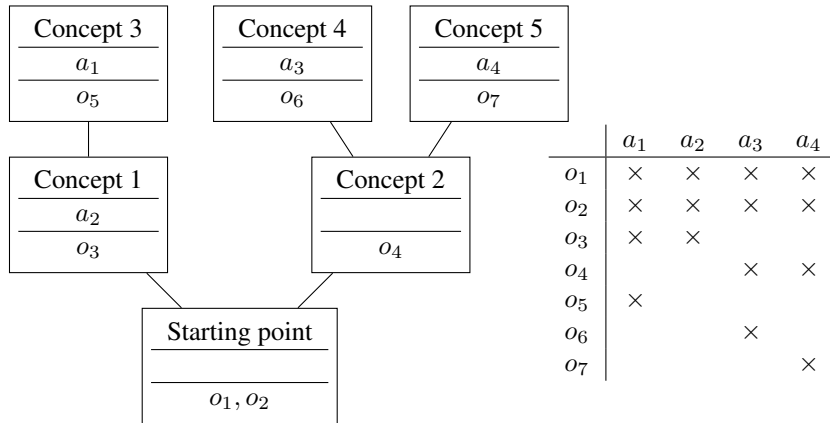 Concept 3
a₁
o₅
Concept 4
a₃
o₆
Concept 5
a₄
o₇
Concept 1
a₂
o₃
Concept 2
o₄
Starting point
o₁, o₂
a₁ a₂ a₃ a₄
o₁ × × × ×
o₂ × × × ×
o₃ × ×
o₄ × ×
o₅ ×
o₆ ×
o₇ ×